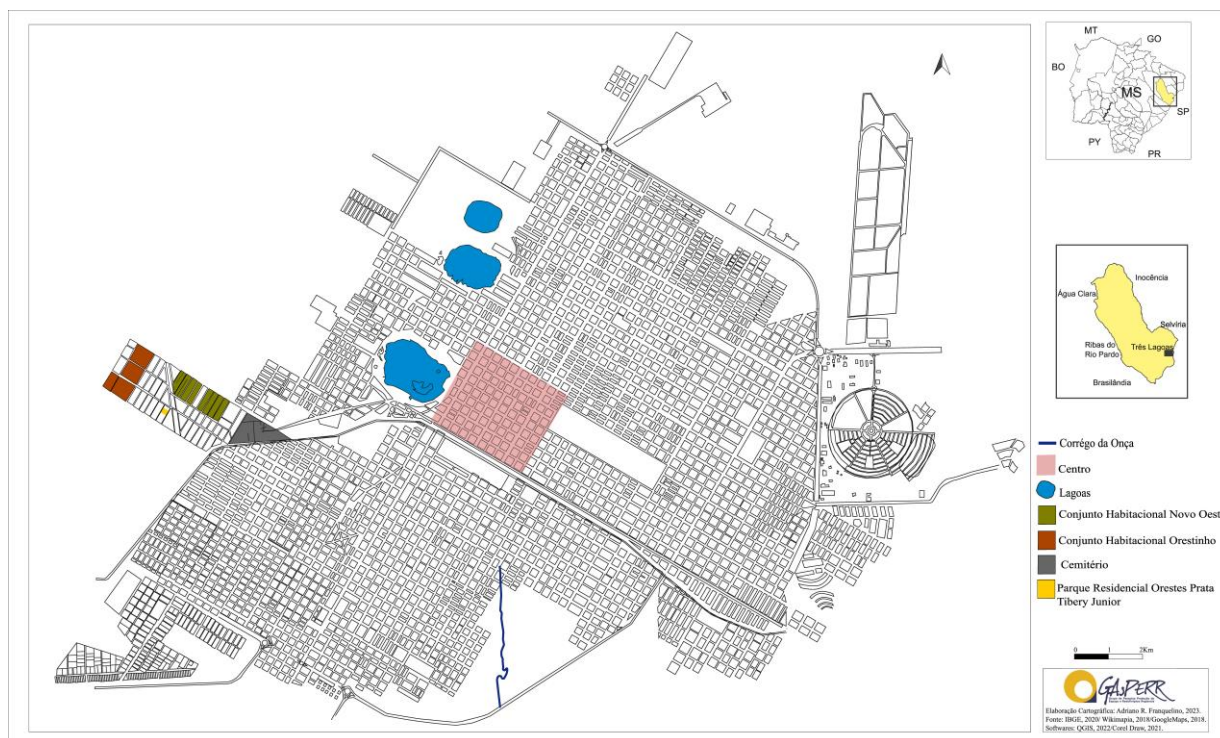 MT
GO
BO
MS
SP
PY
PR
Inocência
Água Clara
Selvíria
Ribas do
Rio Pardo
Três Lagoas
Brasilândia
Corrégo da Onça
Centro
Lagoas
Conjunto Habitacional Novo Oest
Conjunto Habitacional Orestinho
Cemitério
Parque Residencial Orestes Prata
Tibery Junior
0 1 2Km
GAsPERR
Elaboração Cartográfica: Adriano R. Franquelino, 2023.
Fonte: IBGE, 2020/ Wikimapia, 2018/GoogleMaps, 2018.
Softwares: QGIS, 2022/Corel Draw, 2021.